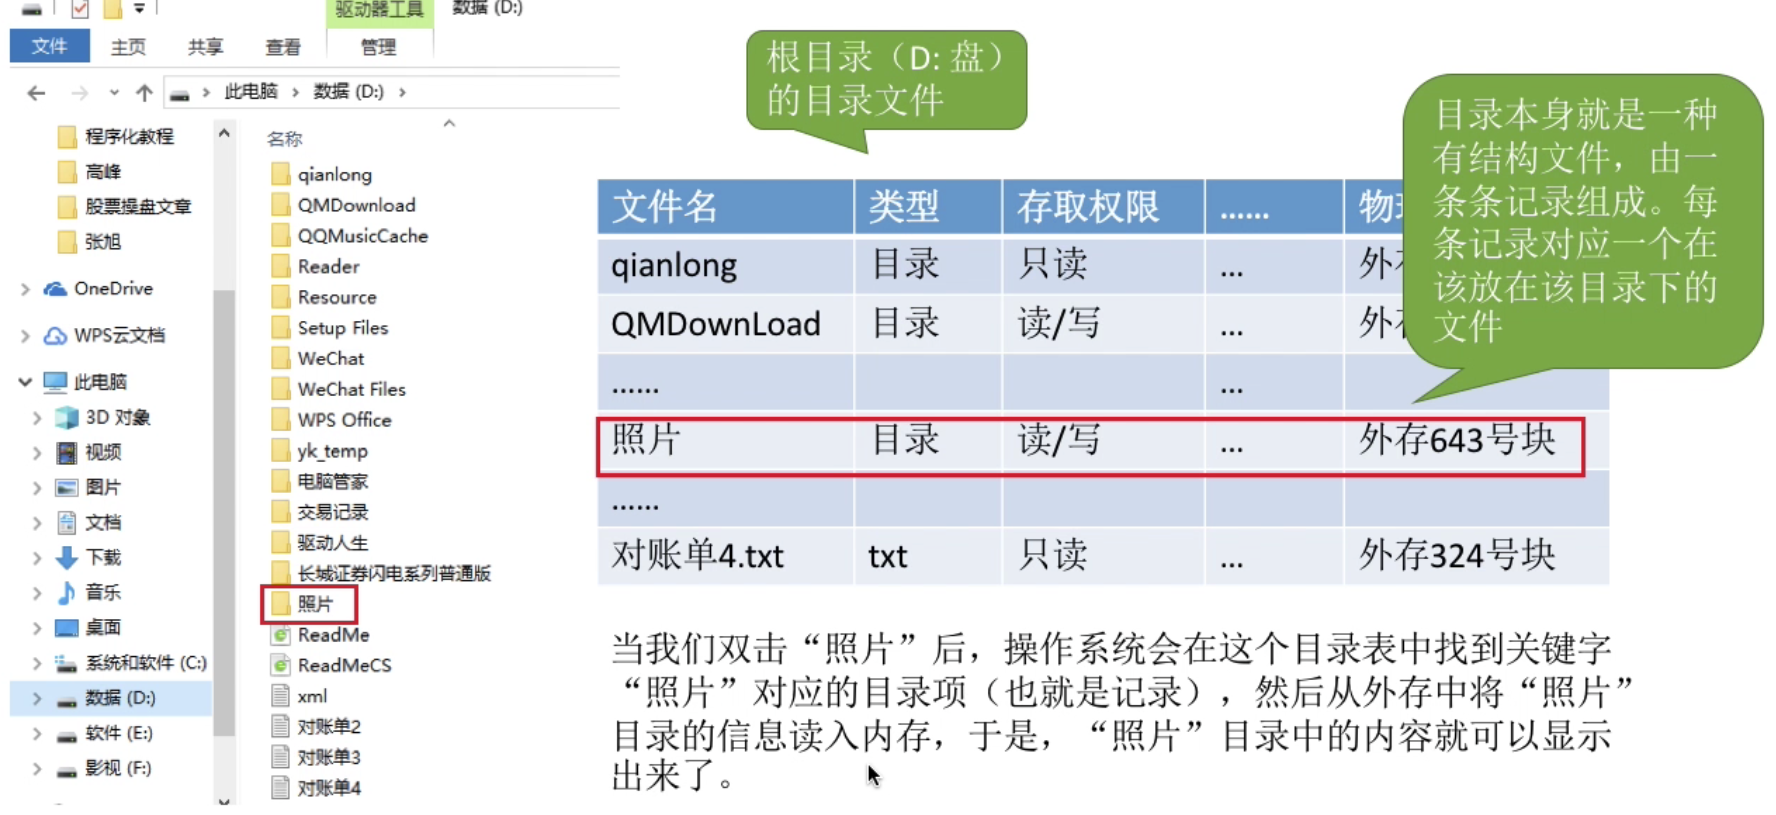 驱动器工具
数据 (D:)
文件
主页
共享
查看
管理
此电脑
数据 (D:)
程序化教程
高峰
股票操盘文章
张旭
OneDrive
WPS云文档
此电脑
3D 对象
视频
图片
文档
下载
音乐
桌面
系统和软件 (C:)
数据 (D:)
软件 (E:)
影视 (F:)
名称
qianlong
QMDownload
QQMusicCache
Reader
Resource
Setup Files
WeChat
WeChat Files
WPS Office
yk_temp
电脑管家
交易记录
驱动人生
长城证券闪电系列普通版
照片
ReadMe
ReadMeCS
xml
对账单2
对账单3
对账单4
根目录（D: 盘）
的目录文件
目录本身就是一种
有结构文件，由一
条条记录组成。每
条记录对应一个在
该放在该目录下的
文件
文件名 类型 存取权限 …… 物
qianlong 目录 只读 ... 外
QMDownLoad 目录 读/写 ... 外
...... ...
照片 目录 读/写 ... 外存643号块
......
对账单4.txt txt 只读 ... 外存324号块
当我们双击“照片”后，操作系统会在这个目录表中找到关键字
“照片”对应的目录项（也就是记录），然后从外存中将“照片”
目录的信息读入内存，于是，“照片”目录中的内容就可以显示
出来了。